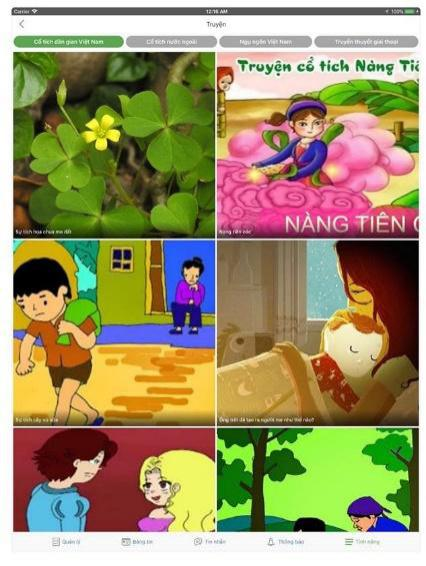 Carrier
12:16 AM
100%
Truyện
Cổ tích dân gian Việt Nam
Cổ tích nước ngoài
Ngụ ngôn Việt Nam
Truyền thuyết giai thoại
Sự tích hoa chua me đất
Truyện cổ tích Nàng Tiê
NÀNG TIÊN C
Nàng tiên cóc
Sự tích cây vú sữa
Ông trời đã tạo ra người mẹ như thế nào?
Quản lý
Bảng tin
Tin nhắn
Thông báo
Tính năng